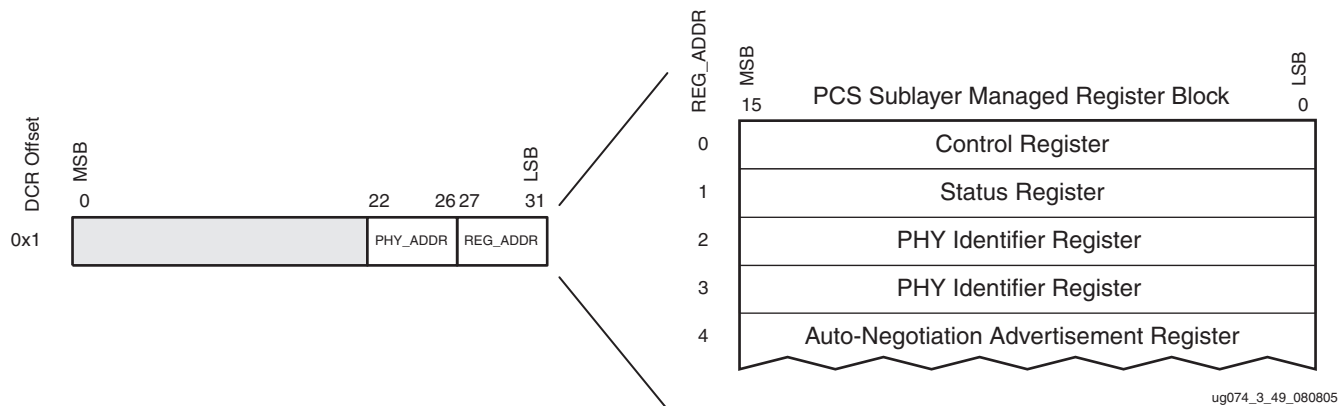 DCR Offset
MSB
LSB
0 22 26 27 31
0x1 PHY_ADDR REG_ADDR
REG_ADDR
MSB
LSB
15 PCS Sublayer Managed Register Block 0
0 Control Register
1 Status Register
2 PHY Identifier Register
3 PHY Identifier Register
4 Auto-Negotiation Advertisement Register
ug074_3_49_080805